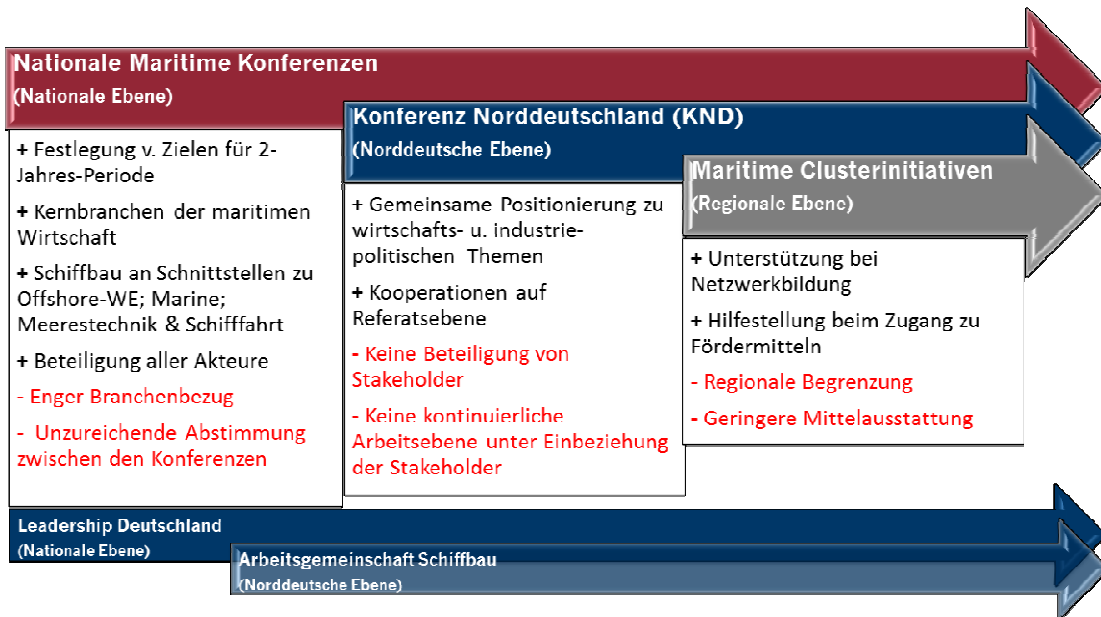 Nationale Maritime Konferenzen
(Nationale Ebene)
+ Festlegung v. Zielen für 2-
Jahres-Periode
+ Kernbranchen der maritimen
Wirtschaft
+ Schiffbau an Schnittstellen zu
Offshore-WE; Marine;
Meerestechnik & Schifffahrt
+ Beteiligung aller Akteure
- Enger Branchenbezug
- Unzureichende Abstimmung
zwischen den Konferenzen
Konferenz Norddeutschland (KND)
(Norddeutsche Ebene)
+ Gemeinsame Positionierung zu
wirtschafts- u. industrie-
politischen Themen
+ Kooperationen auf
Referatsebene
- Keine Beteiligung von
Stakeholder
- Keine kontinuierliche
Arbeitsebene unter Einbeziehung
der Stakeholder
Maritime Clusterinitiativen
(Regionale Ebene)
+ Unterstützung bei
Netzwerkbildung
+ Hilfestellung beim Zugang zu
Fördermitteln
- Regionale Begrenzung
- Geringere Mittelausstattung
Leadership Deutschland
(Nationale Ebene)
Arbeitsgemeinschaft Schiffbau
(Norddeutsche Ebene)